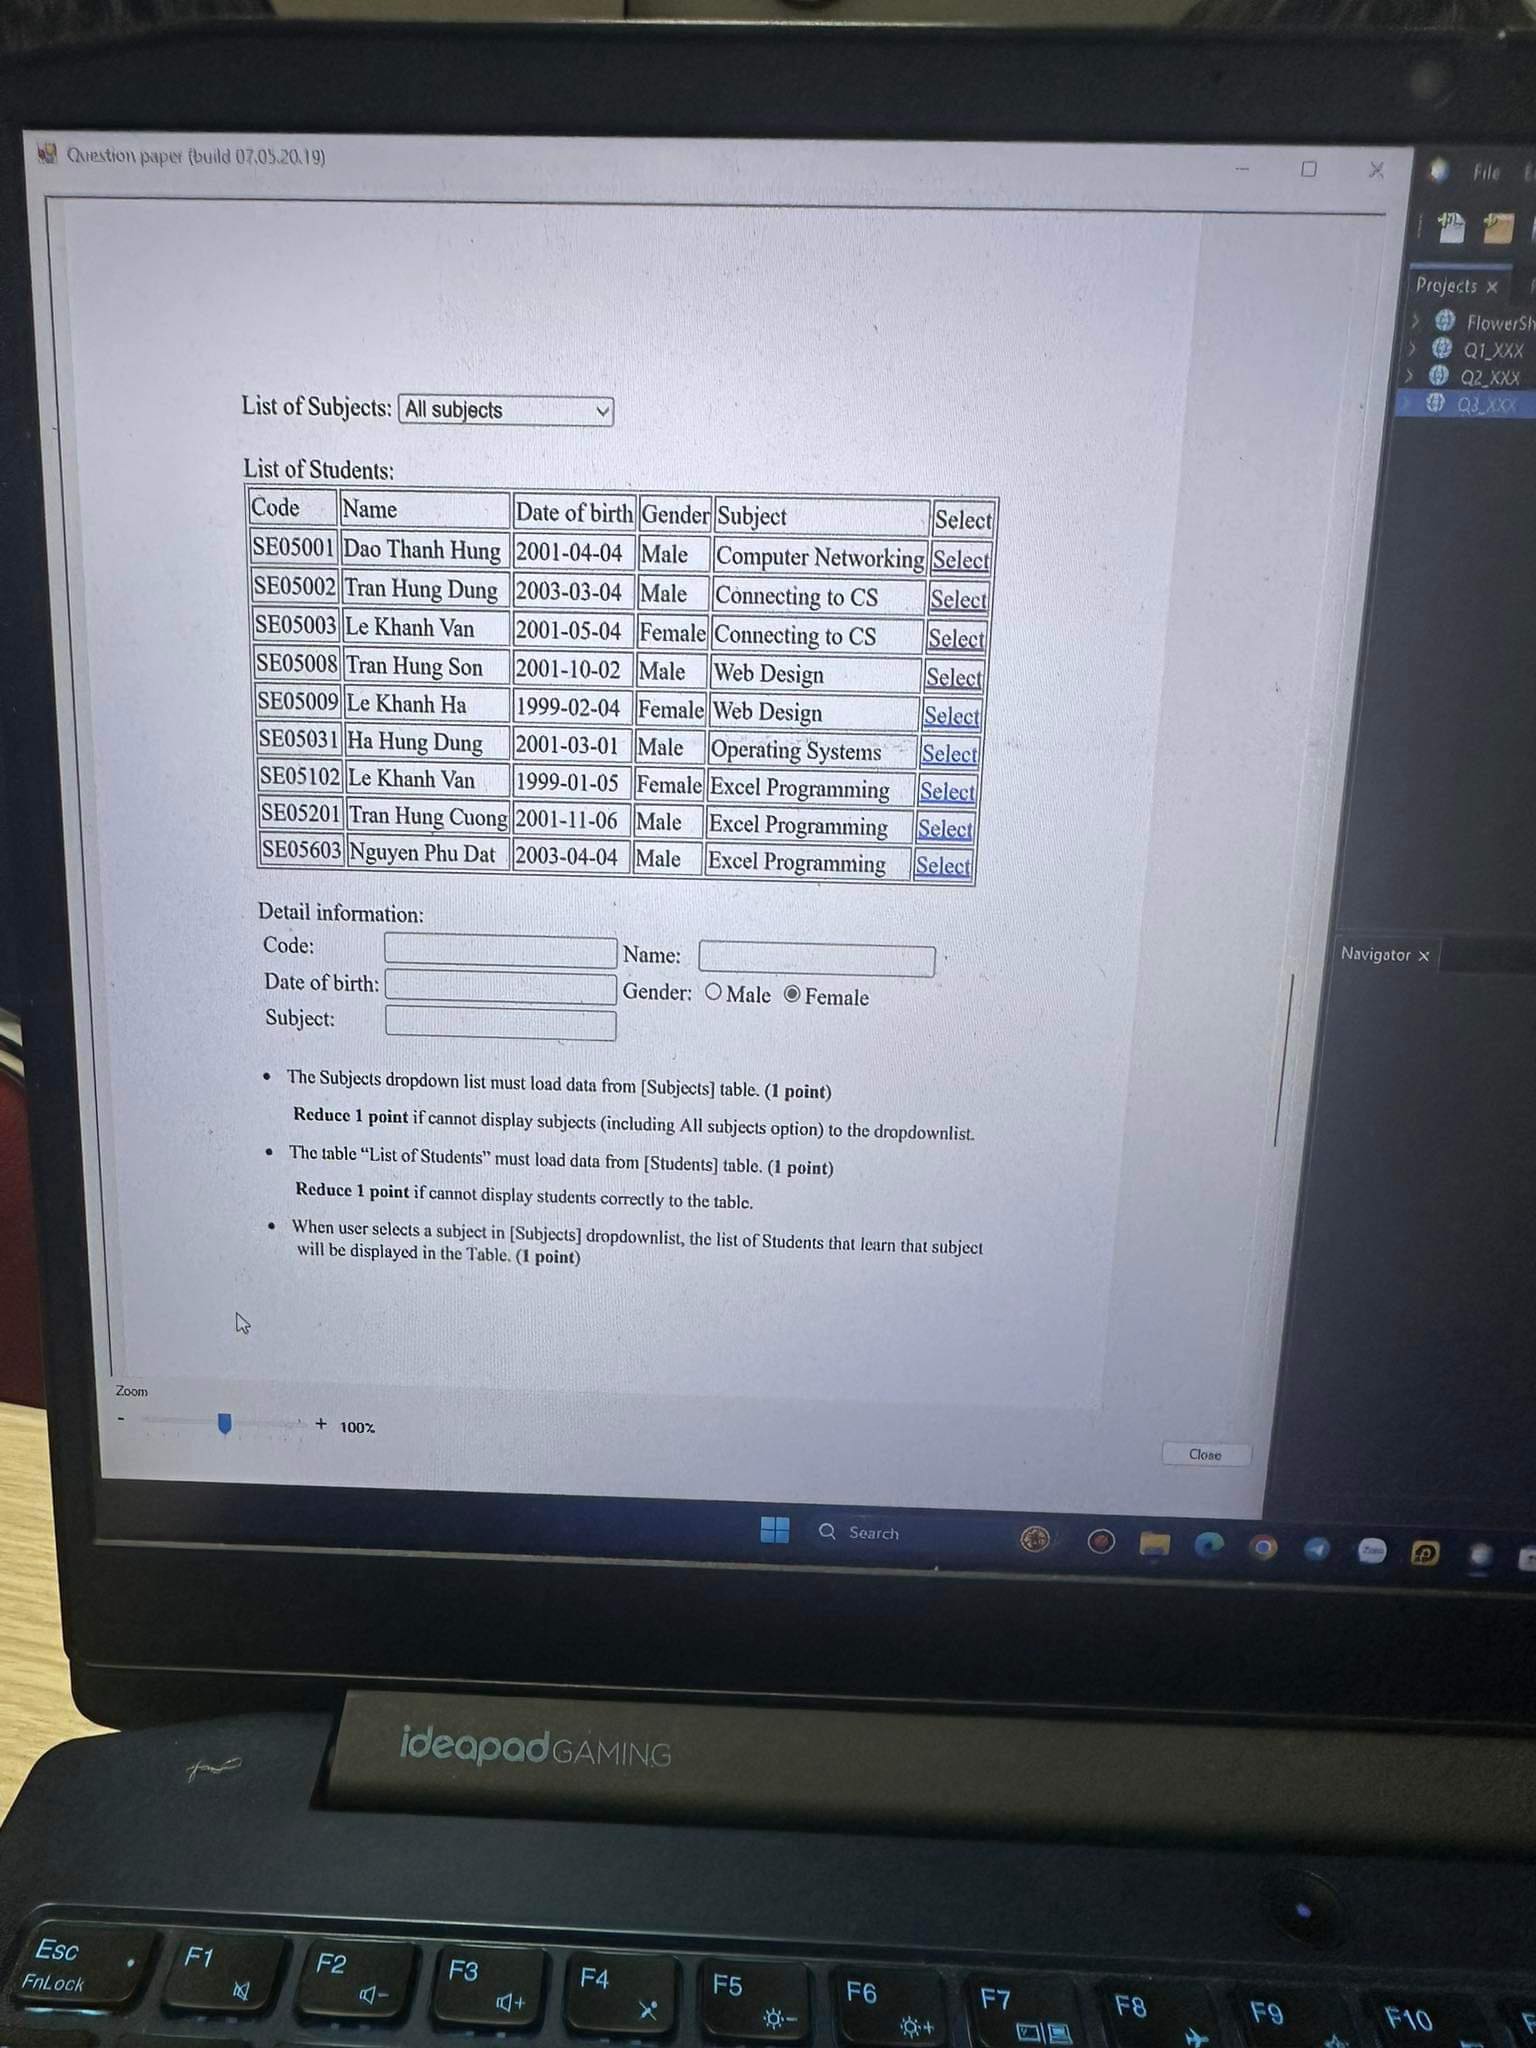 Question paper (build 07.05.20.19)
File
Projects
FlowerSh
Q1_XXX
Q2_XXX
Q3_XXX
List of Subjects: All subjects
List of Students:
Code Name Date of birth Gender Subject Select
SE05001 Dao Thanh Hung 2001-04-04 Male Computer Networking Select
SE05002 Tran Hung Dung 2003-03-04 Male Connecting to CS Select
SE05003 Le Khanh Van 2001-05-04 Female Connecting to CS Select
SE05008 Tran Hung Son 2001-10-02 Male Web Design Select
SE05009 Le Khanh Ha 1999-02-04 Female Web Design Select
SE05031 Ha Hung Dung 2001-03-01 Male Operating Systems Select
SE05102 Le Khanh Van 1999-01-05 Female Excel Programming Select
SE05201 Tran Hung Cuong 2001-11-06 Male Excel Programming Select
SE05603 Nguyen Phu Dat 2003-04-04 Male Excel Programming Select
Detail information:
Code: Name:
Date of birth: Gender: Male Female
Subject:
Navigator
• The Subjects dropdown list must load data from [Subjects] table. (1 point)
Reduce 1 point if cannot display subjects (including All subjects option) to the dropdownlist.
• The table “List of Students” must load data from [Students] table. (1 point)
Reduce 1 point if cannot display students correctly to the table.
• When user selects a subject in [Subjects] dropdownlist, the list of Students that learn that subject
will be displayed in the Table. (1 point)
Zoom
- + 100%
Close
Search
ideapad GAMING
Esc F1 F2 F3 F4 F5 F6 F7 F8 F9 F10
FnLock